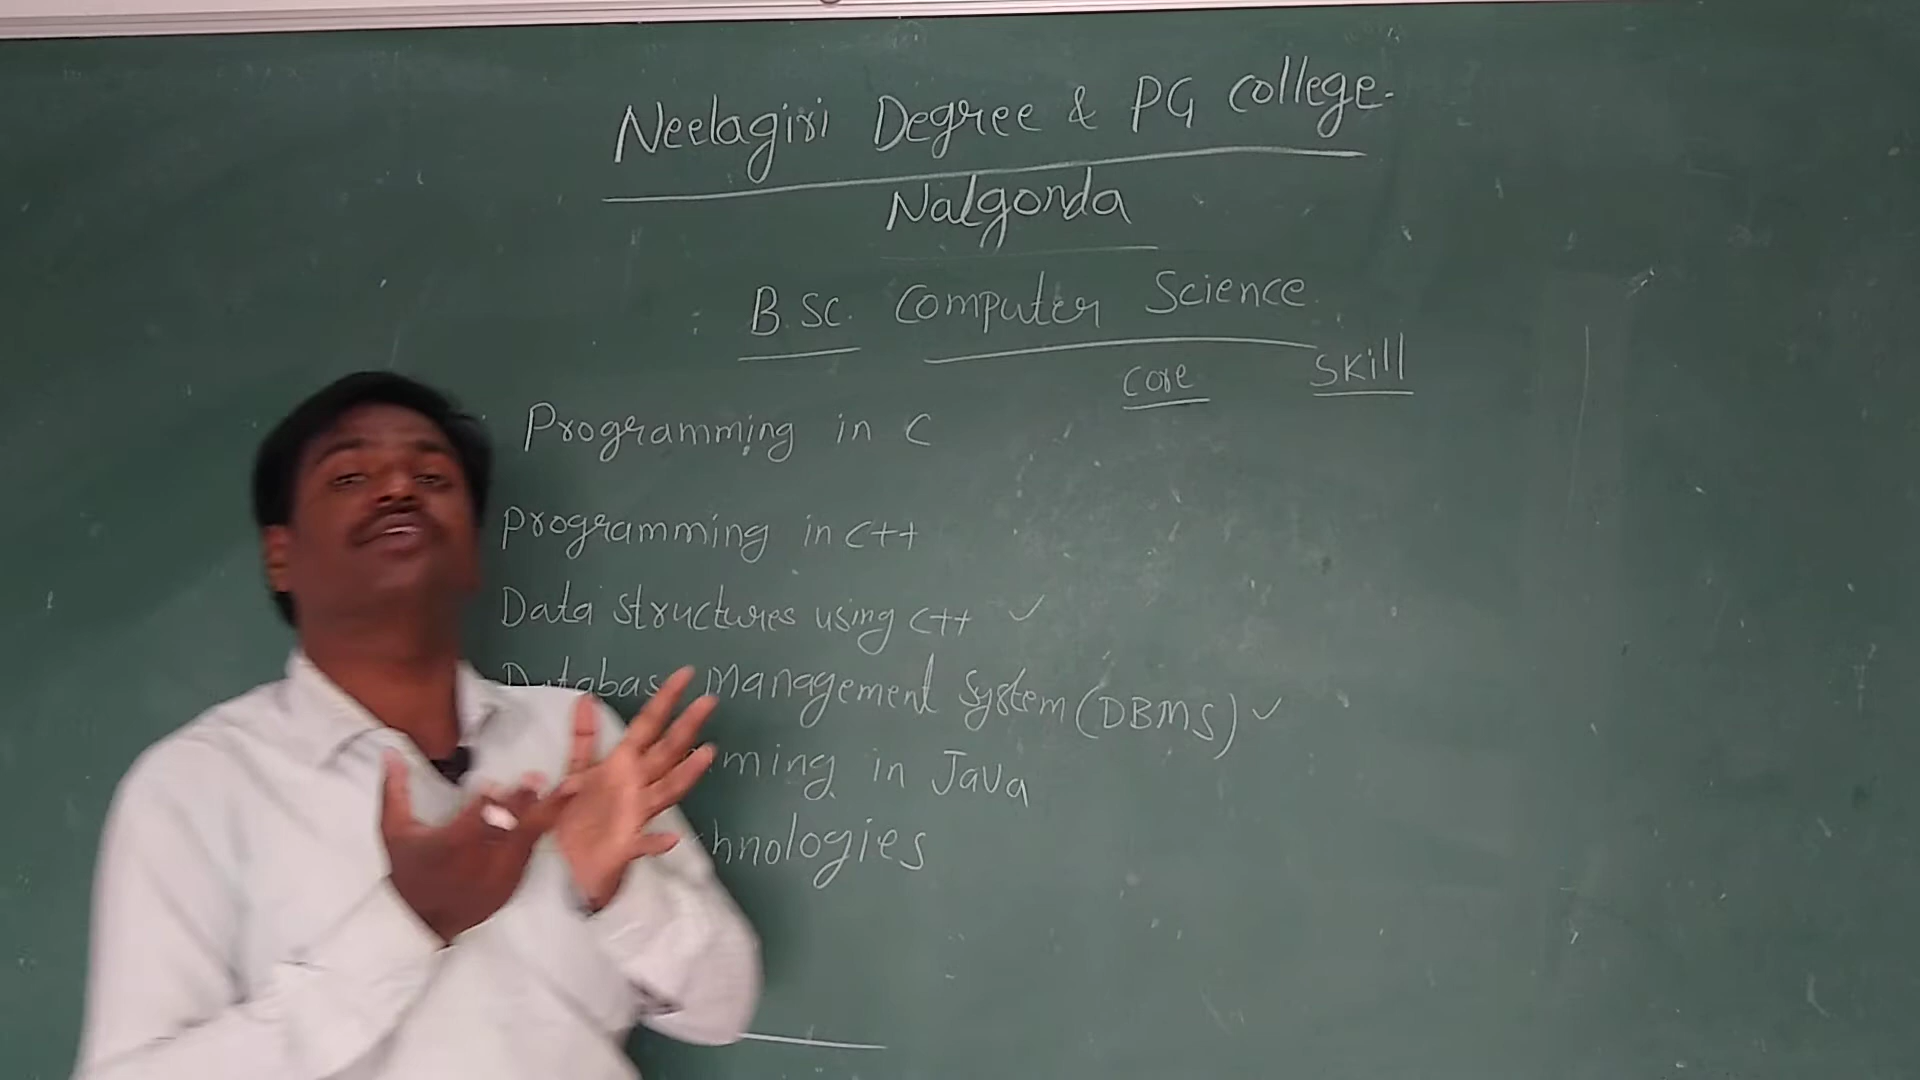 Neelagiri Degree & PG College.
Nalgonda
B.Sc. Computer Science
Core Skill
Programming in C
Programming in C++
Data structures using C++ ✓
Database Management System (DBMS) ✓
in Java